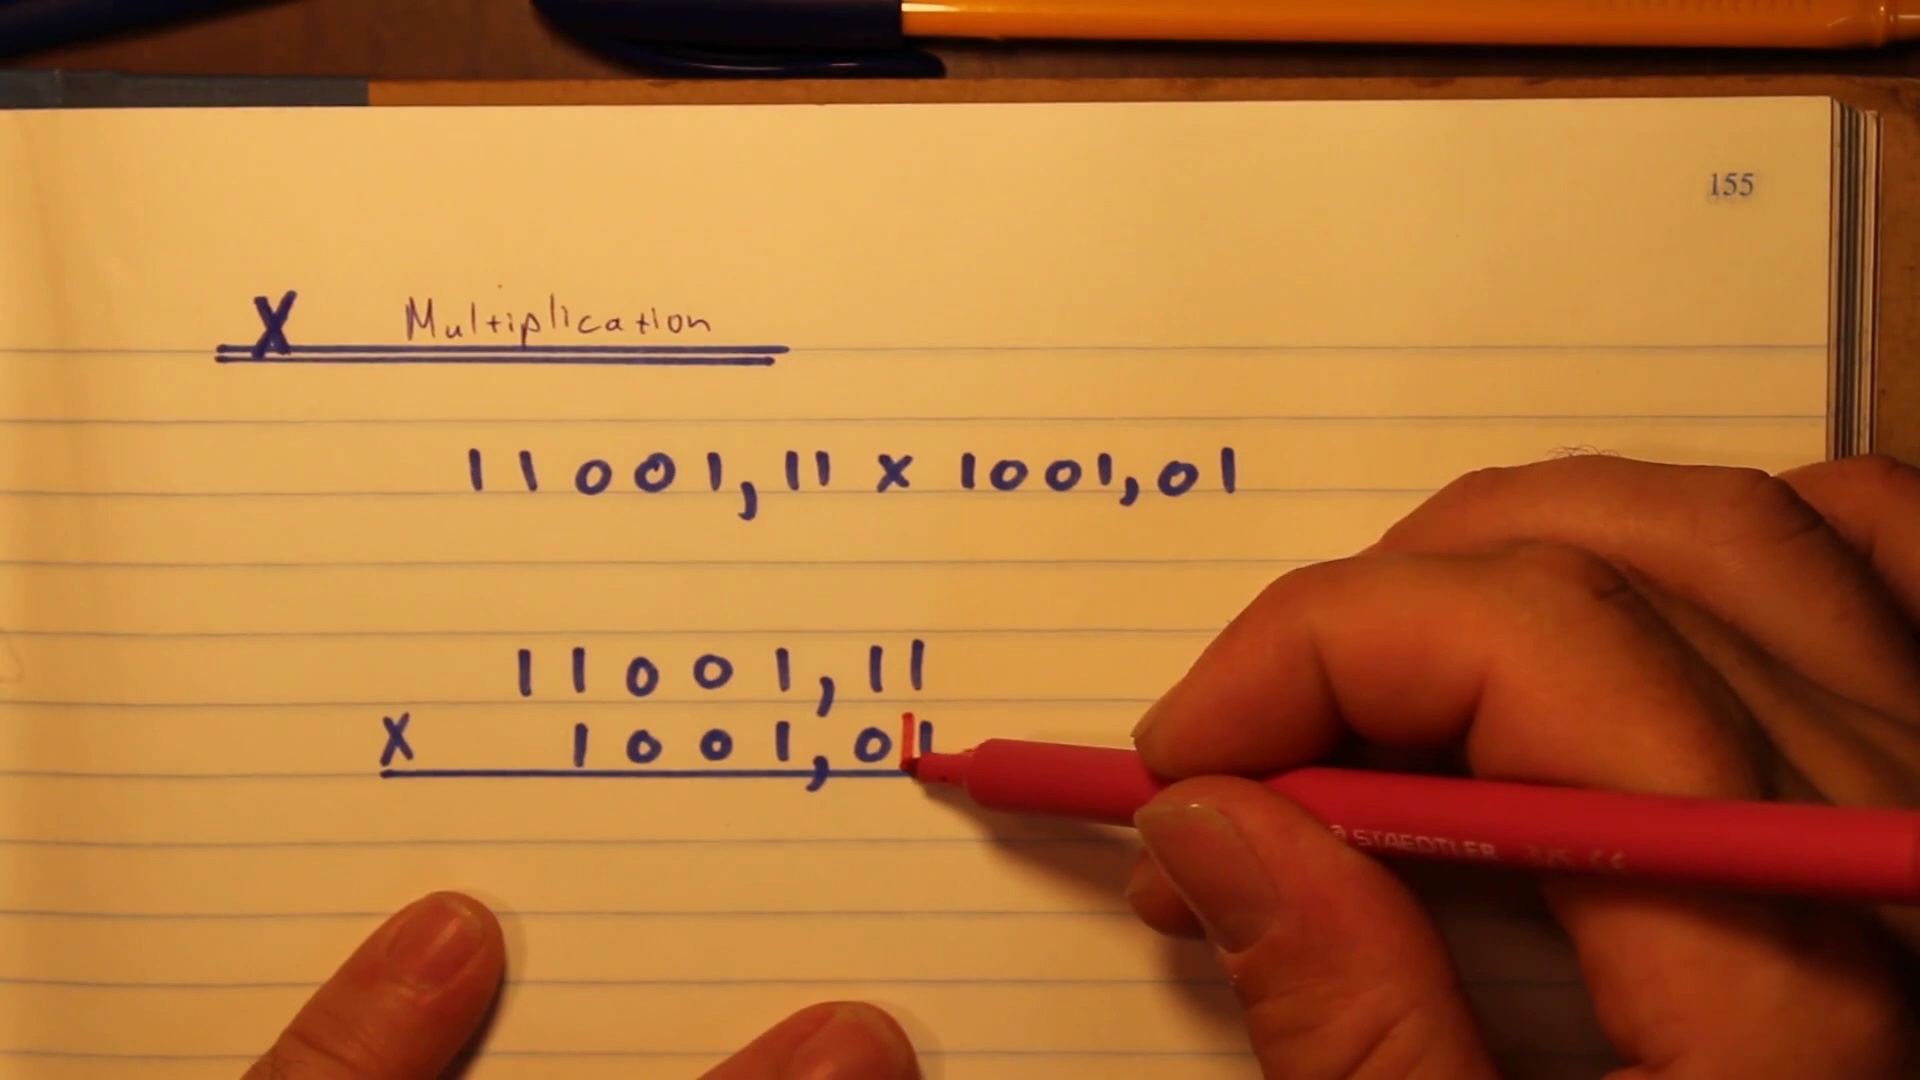 155
X Multiplication
11001,11 x 1001,01
11001,11
X 1001,01
STAEDTLER